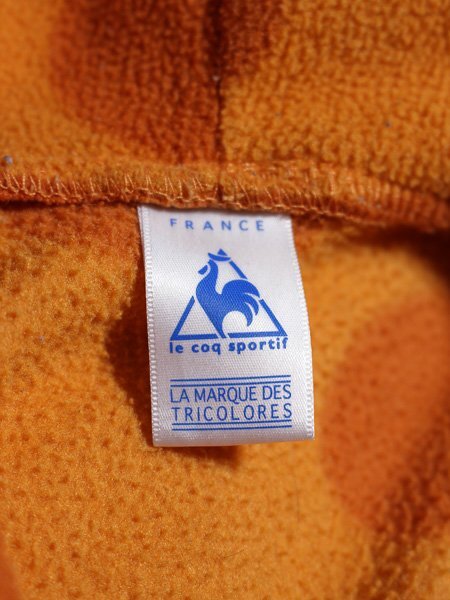 FRANCE
le coq sportif
LA MARQUE DES
TRICOLORES